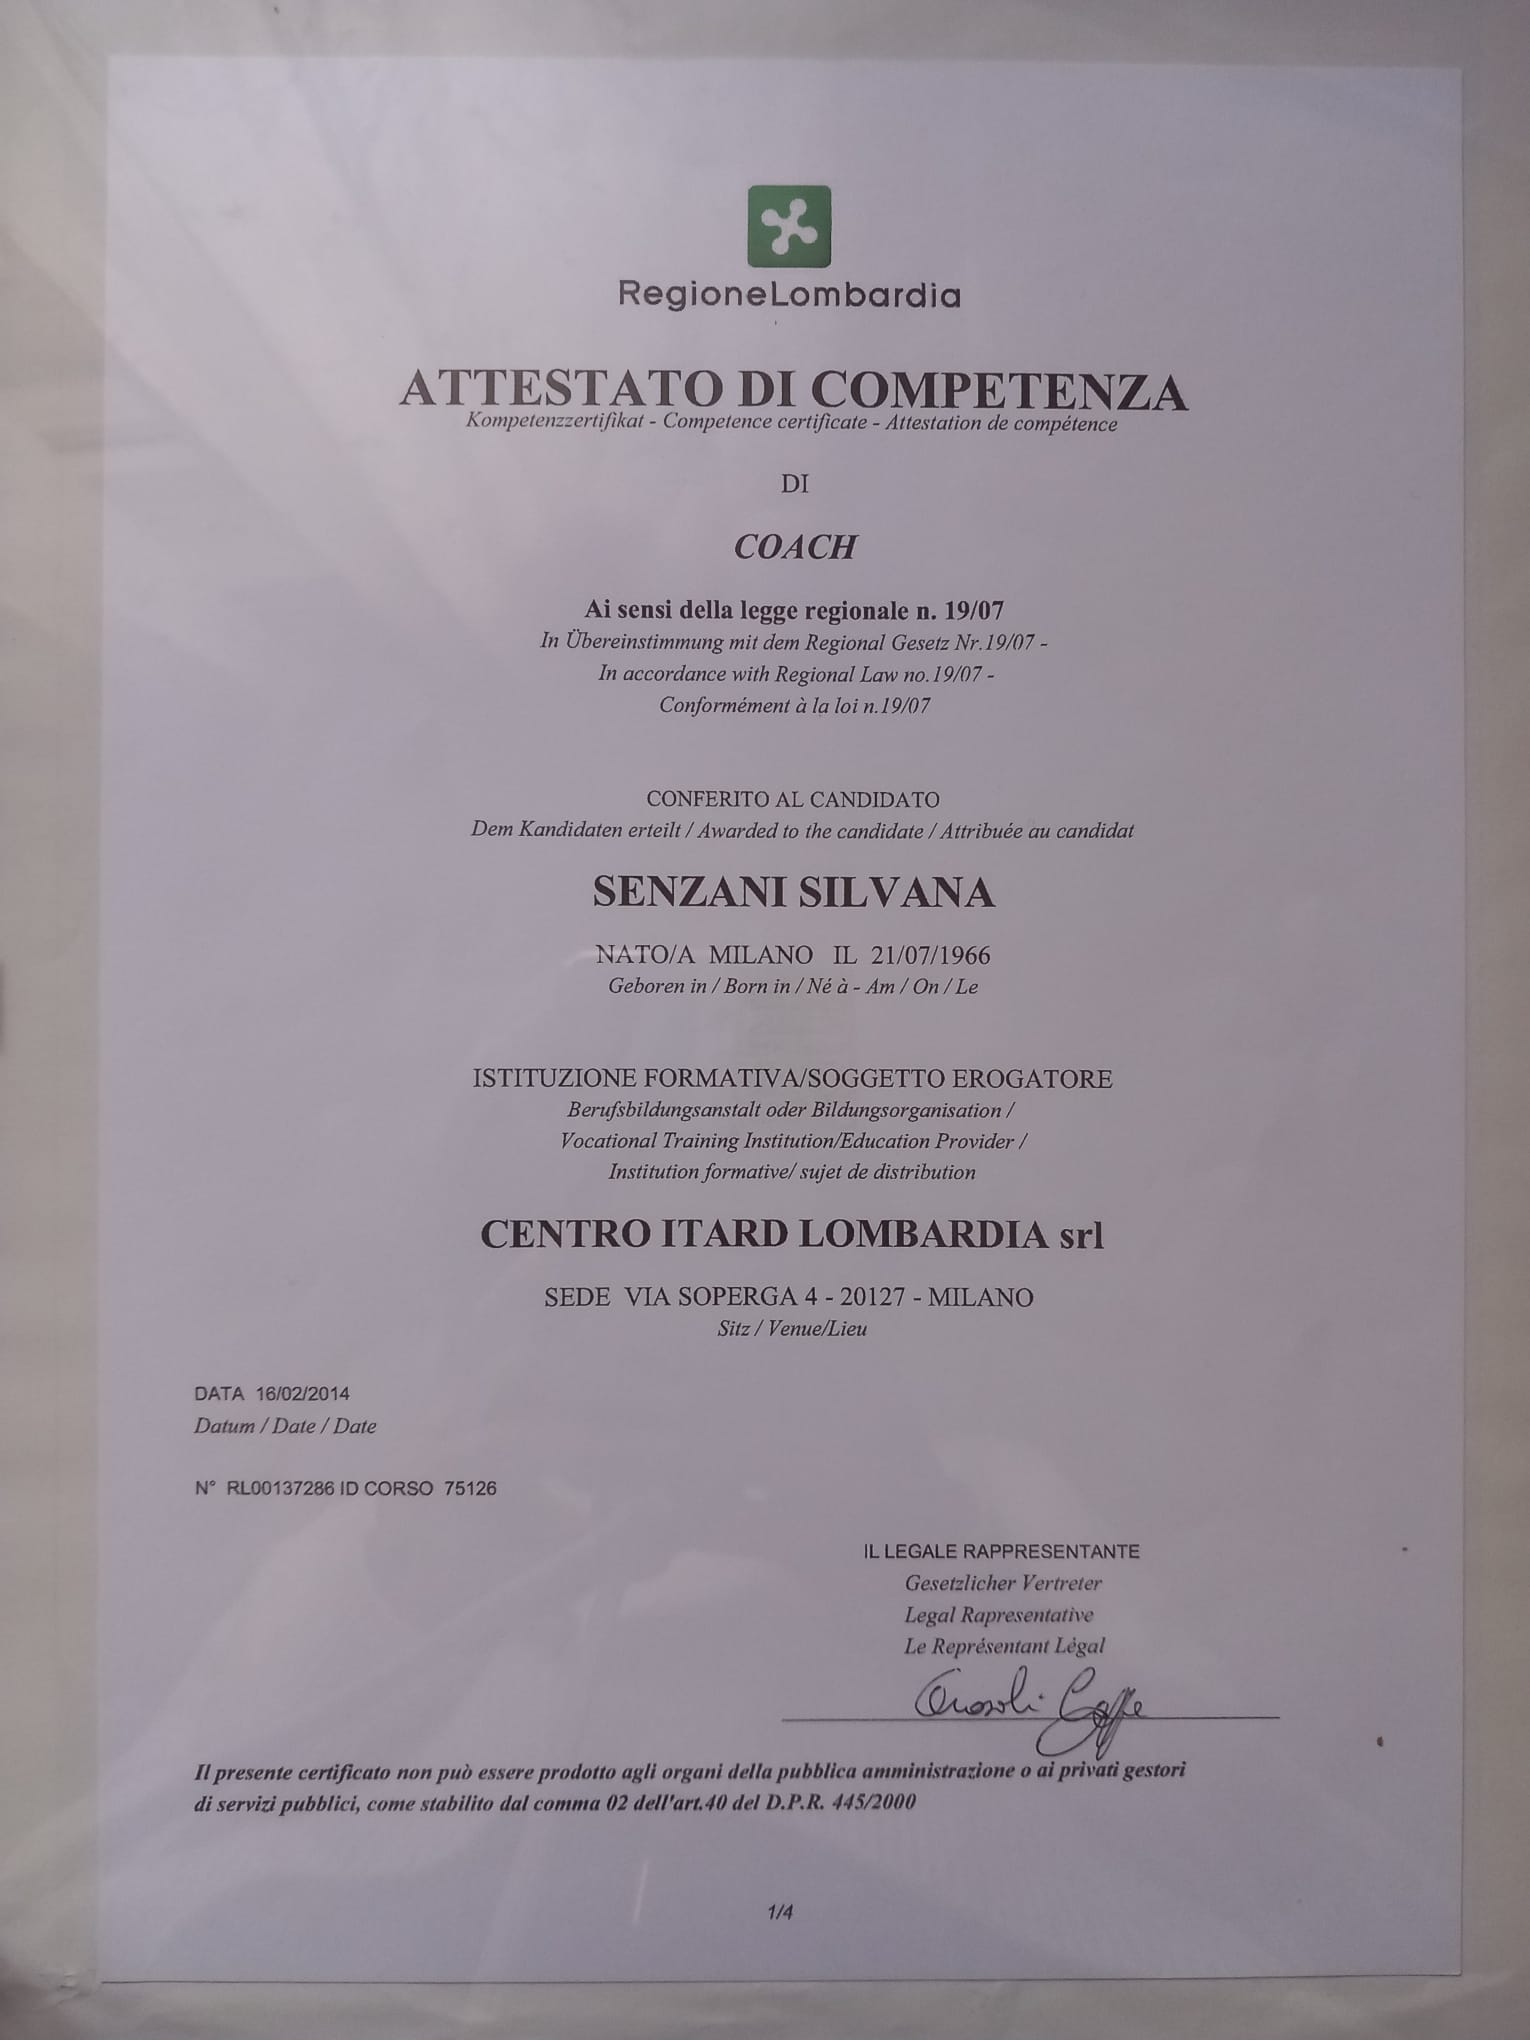 RegioneLombardia
ATTESTATO DI COMPETENZA
Kompetenzzertifikat - Competence certificate - Attestation de compétence
DI
COACH
Ai sensi della legge regionale n. 19/07
In Übereinstimmung mit dem Regional Gesetz Nr.19/07 -
In accordance with Regional Law no.19/07 -
Conformément à la loi n.19/07
CONFERITO AL CANDIDATO
Dem Kandidaten erteilt / Awarded to the candidate / Attribuée au candidat
SENZANI SILVANA
NATO/A MILANO IL 21/07/1966
Geboren in / Born in / Né à - Am / On / Le
ISTITUZIONE FORMATIVA/SOGGETTO EROGATORE
Berufsbildungsanstalt oder Bildungsorganisation /
Vocational Training Institution/Education Provider /
Institution formative/ sujet de distribution
CENTRO ITARD LOMBARDIA srl
SEDE VIA SOPERGA 4 - 20127 - MILANO
Sitz / Venue/Lieu
DATA 16/02/2014
Datum / Date / Date
N° RL00137286 ID CORSO 75126
IL LEGALE RAPPRESENTANTE
Gesetzlicher Vertreter
Legal Rapresentative
Le Représentant Légal
Il presente certificato non può essere prodotto agli organi della pubblica amministrazione o ai privati gestori
di servizi pubblici, come stabilito dal comma 02 dell'art.40 del D.P.R. 445/2000
1/4